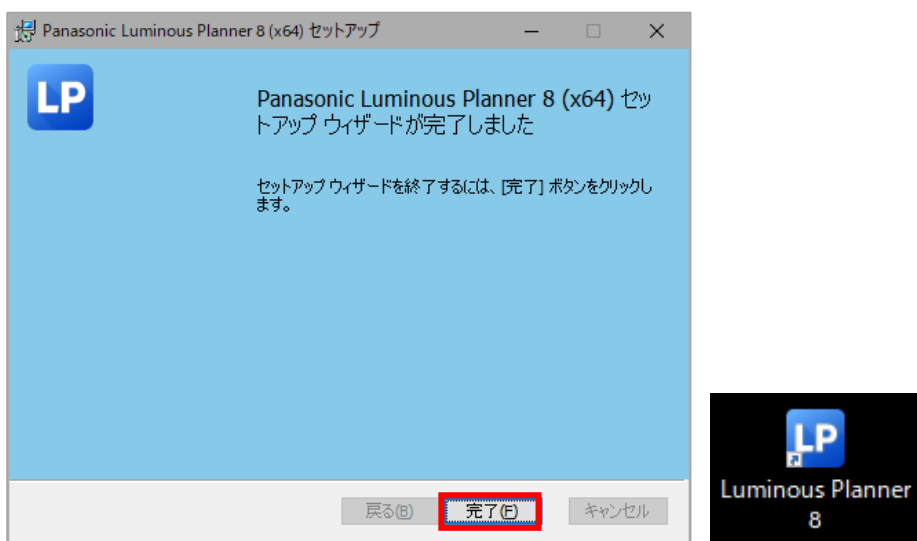 Panasonic Luminous Planner 8 (x64) セットアップ
LP
Panasonic Luminous Planner 8 (x64) セッ
トアップ ウィザードが完了しました
セットアップ ウィザードを終了するには、[完了] ボタンをクリックし
ます。
戻る(B) 完了(F) キャンセル
LP
Luminous Planner
8